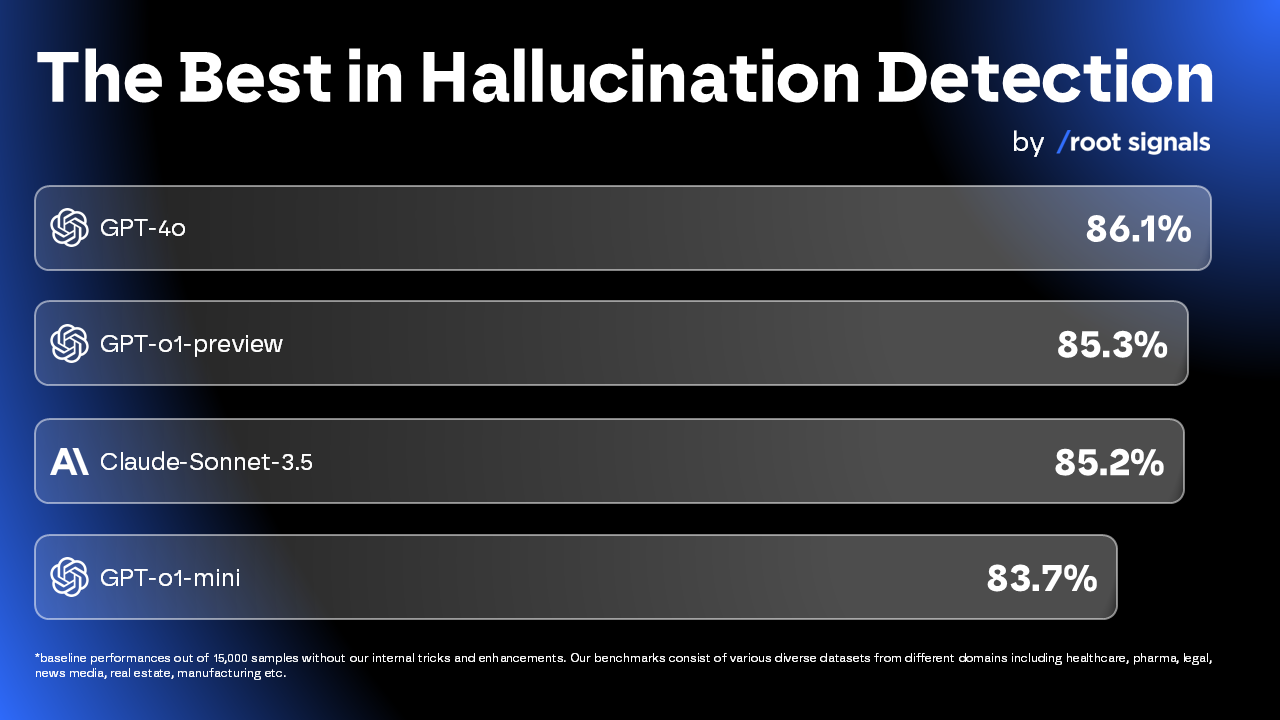 The Best in Hallucination Detection
by /root signals
GPT-4o 86.1%
GPT-o1-preview 85.3%
Claude-Sonnet-3.5 85.2%
GPT-o1-mini 83.7%
*baseline performances out of 15,000 samples without our internal tricks and enhancements. Our benchmarks consist of various diverse datasets from different domains including healthcare, pharma, legal,
news media, real estate, manufacturing etc.